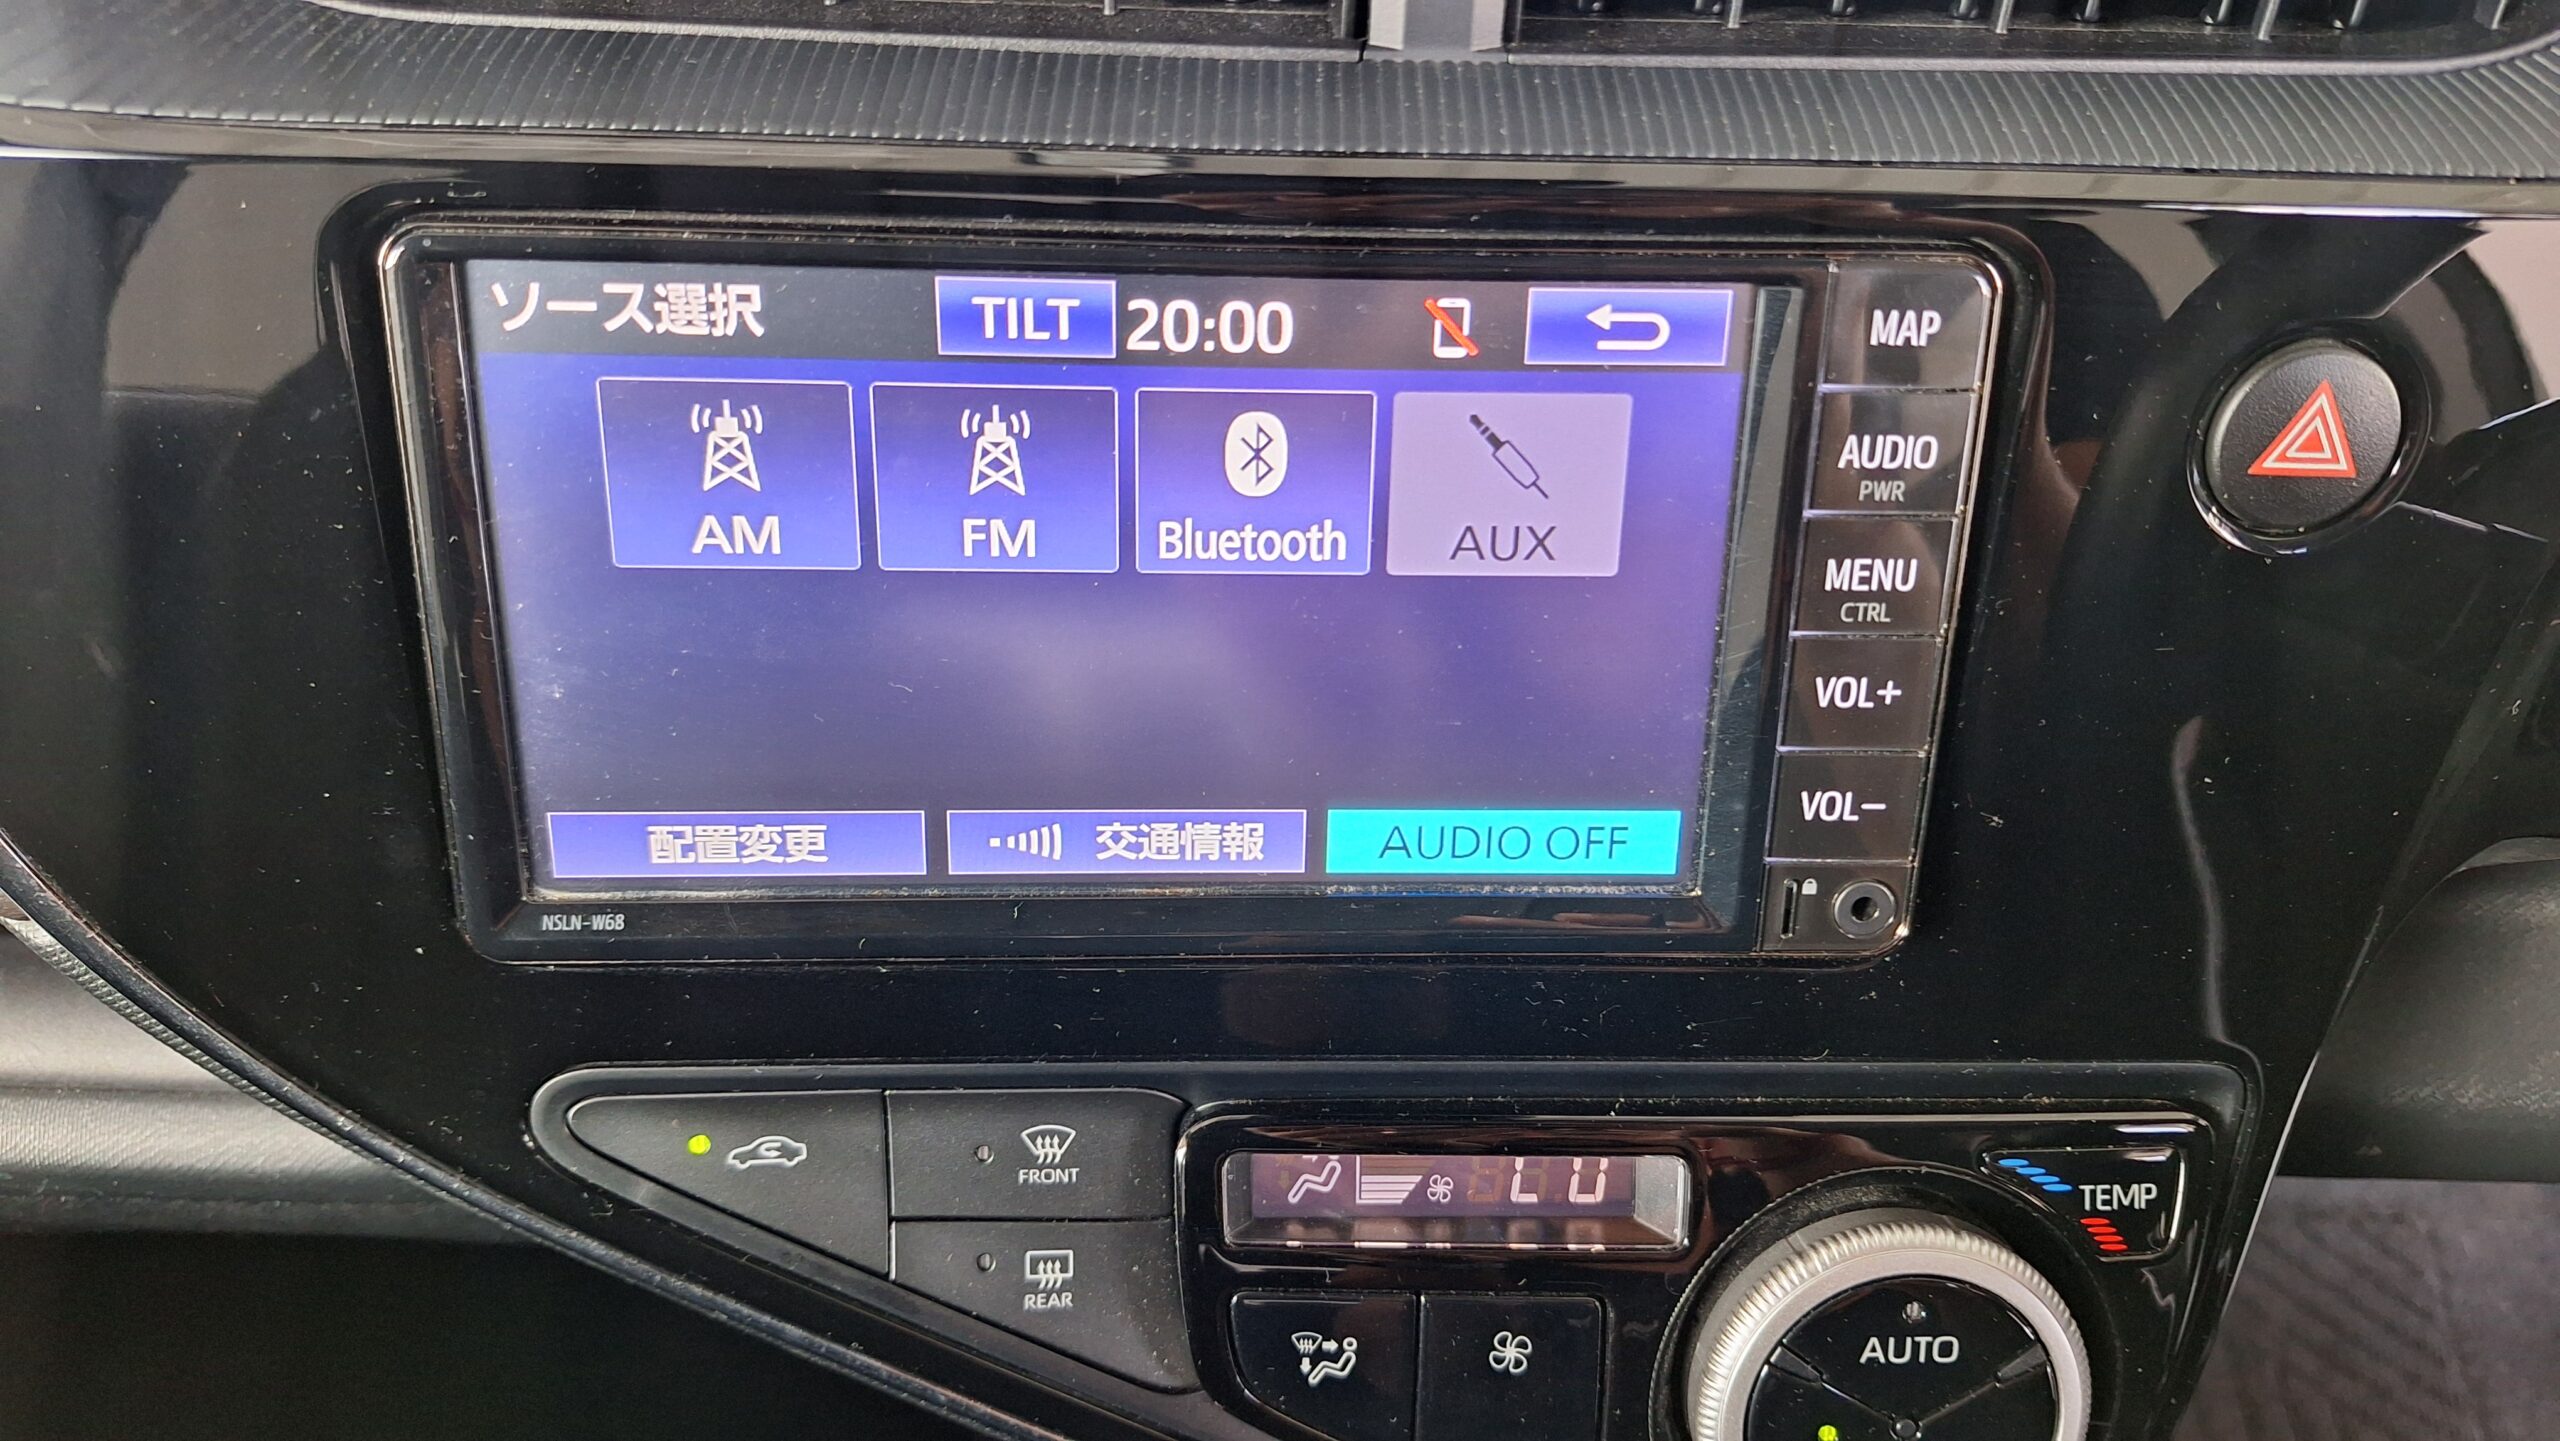 ソース選択 TILT 20:00
AM FM Bluetooth AUX
配置変更 交通情報 AUDIO OFF
NSLN-W68
MAP
AUDIO
PWR
MENU
CTRL
VOL+
VOL-
FRONT
REAR
TEMP
AUTO